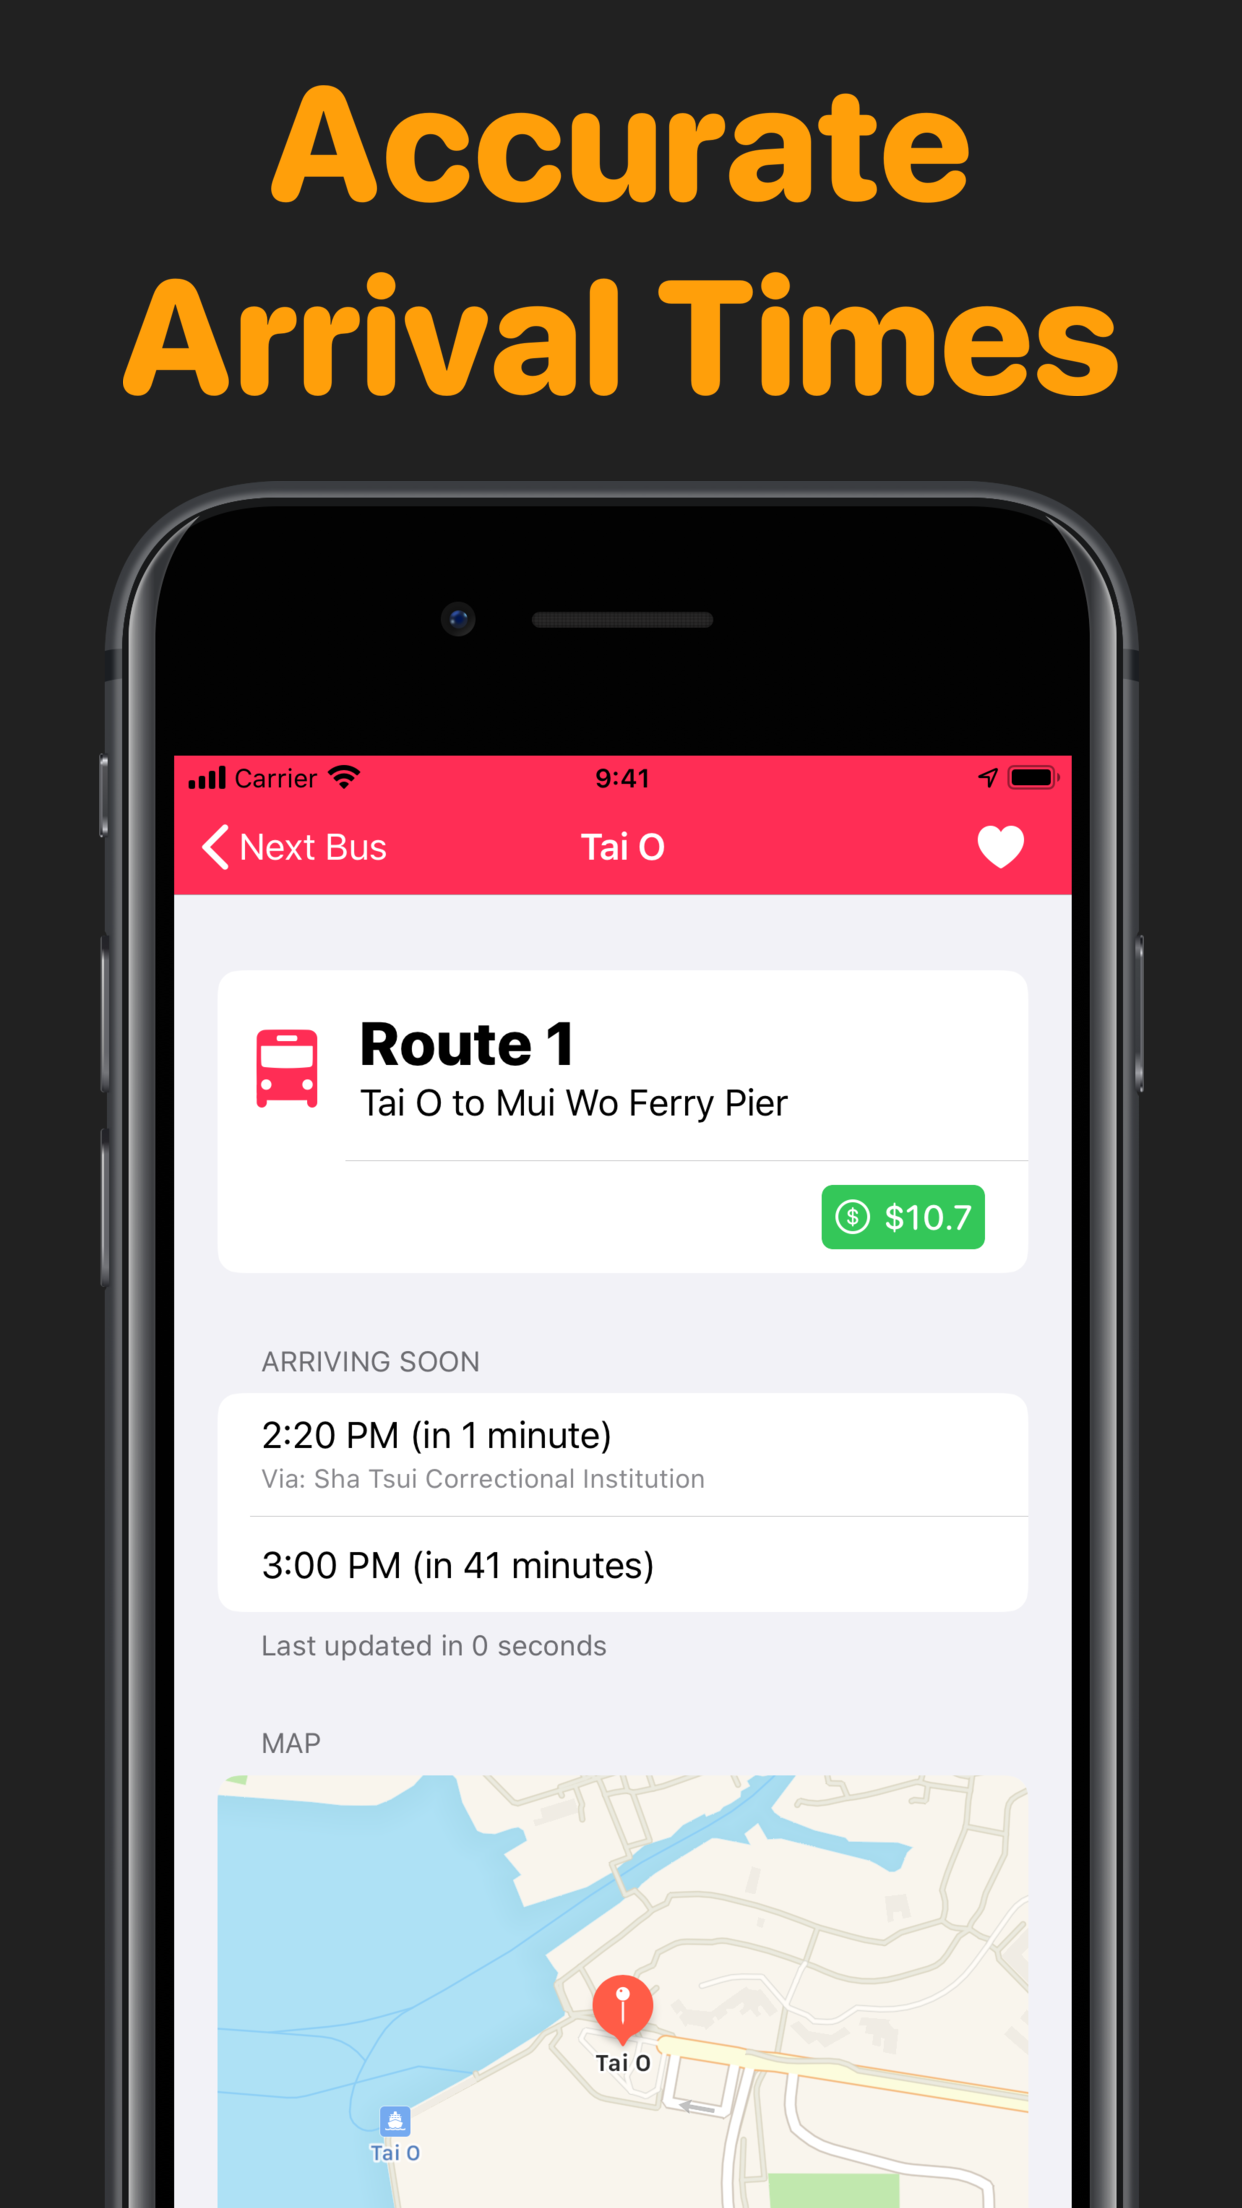 Accurate
Arrival Times
Carrier 9:41
Next Bus Tai O
Route 1
Tai O to Mui Wo Ferry Pier
$ $10.7
ARRIVING SOON
2:20 PM (in 1 minute)
Via: Sha Tsui Correctional Institution
3:00 PM (in 41 minutes)
Last updated in 0 seconds
MAP
Tai O
Tai O